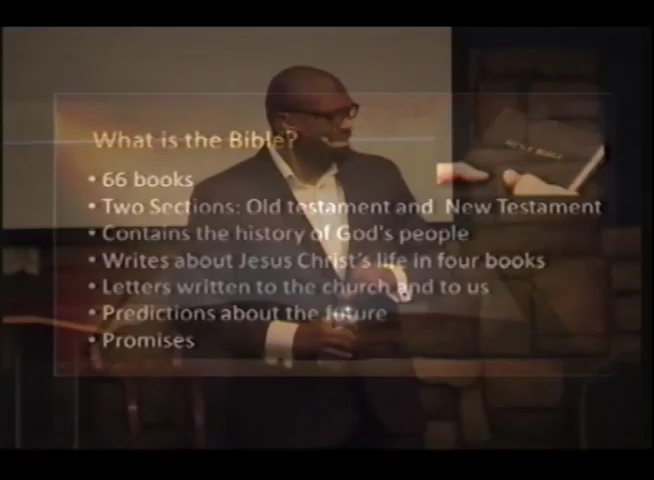 What is the Bible?
• 66 books
• Two Sections: Old testament and New Testament
• Contains the history of God's people
• Writes about Jesus Christ's life in four books
• Letters written to the church and to us
• Predictions about the future
• Promises
HOLY BIBLE